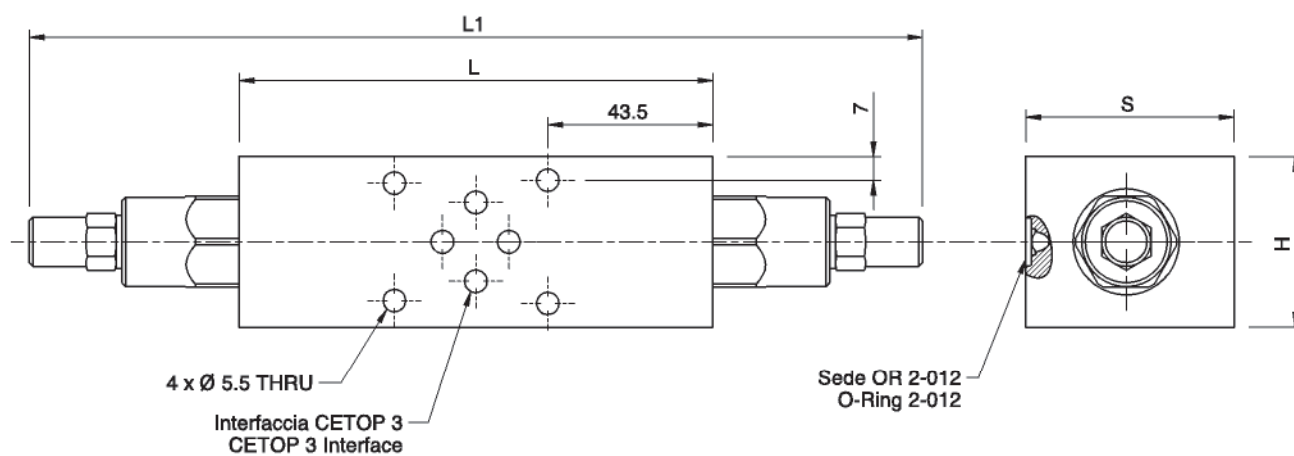 L1
L
43.5
7
S
H
4 x Ø 5.5 THRU
Interfaccia CETOP 3
CETOP 3 Interface
Sede OR 2-012
O-Ring 2-012